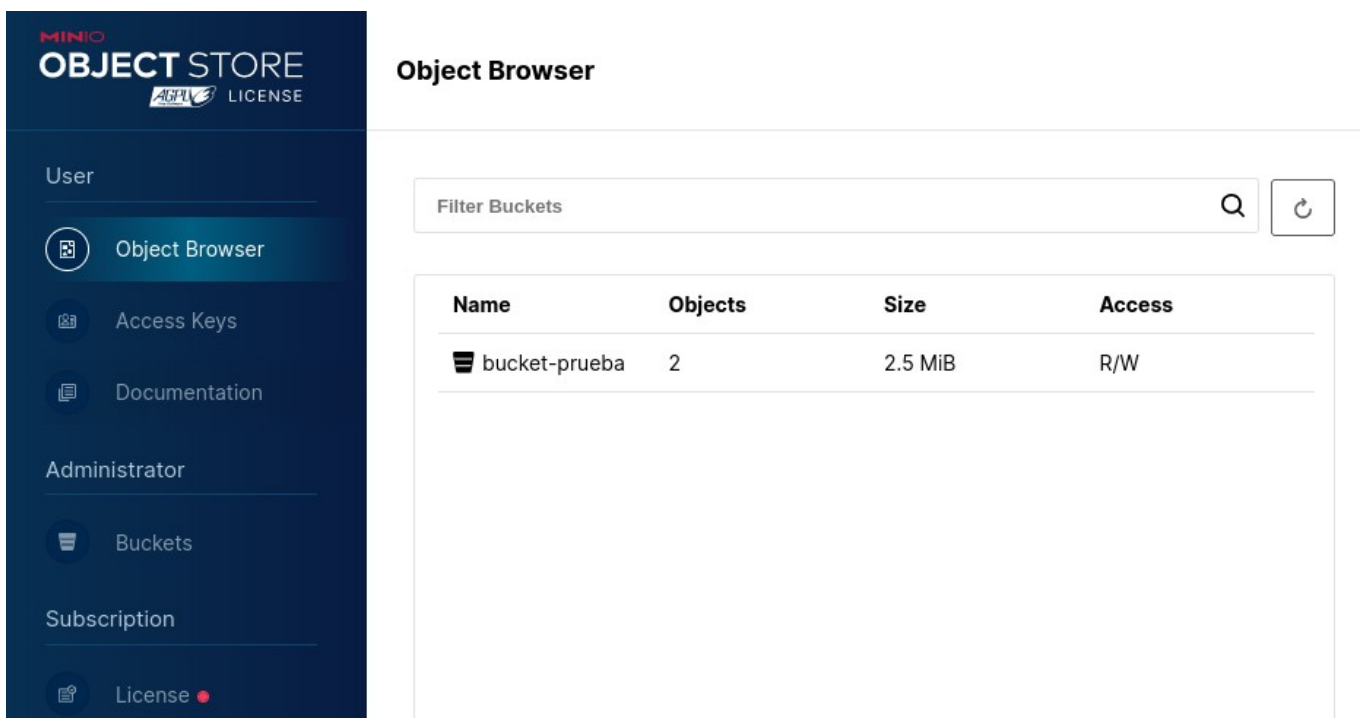 MINIO
OBJECT STORE
AGPLv3 LICENSE
Object Browser
User
Object Browser
Access Keys
Documentation
Administrator
Buckets
Subscription
License
Filter Buckets
Name Objects Size Access
bucket-prueba 2 2.5 MiB R/W